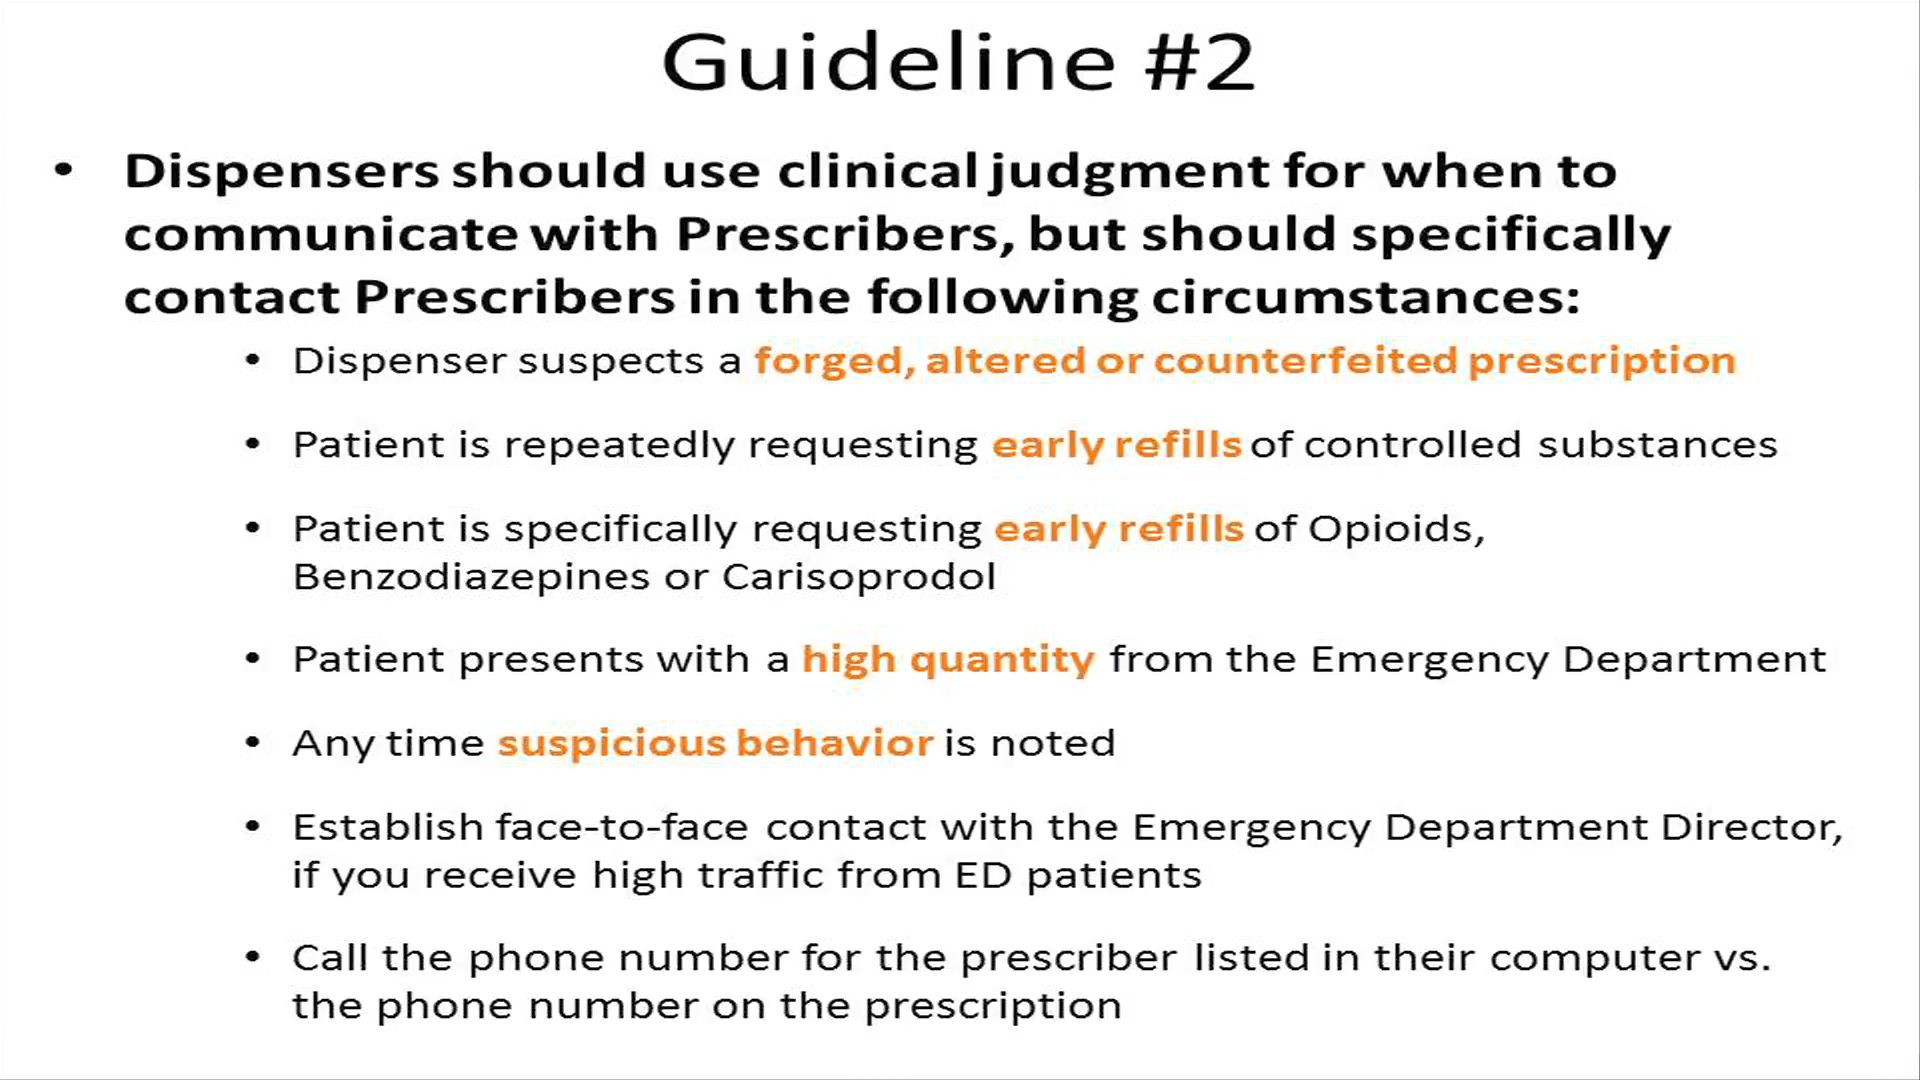 Guideline #2
• Dispensers should use clinical judgment for when to
communicate with Prescribers, but should specifically
contact Prescribers in the following circumstances:
• Dispenser suspects a forged, altered or counterfeited prescription
• Patient is repeatedly requesting early refills of controlled substances
• Patient is specifically requesting early refills of Opioids,
Benzodiazepines or Carisoprodol
• Patient presents with a high quantity from the Emergency Department
• Any time suspicious behavior is noted
• Establish face-to-face contact with the Emergency Department Director,
if you receive high traffic from ED patients
• Call the phone number for the prescriber listed in their computer vs.
the phone number on the prescription